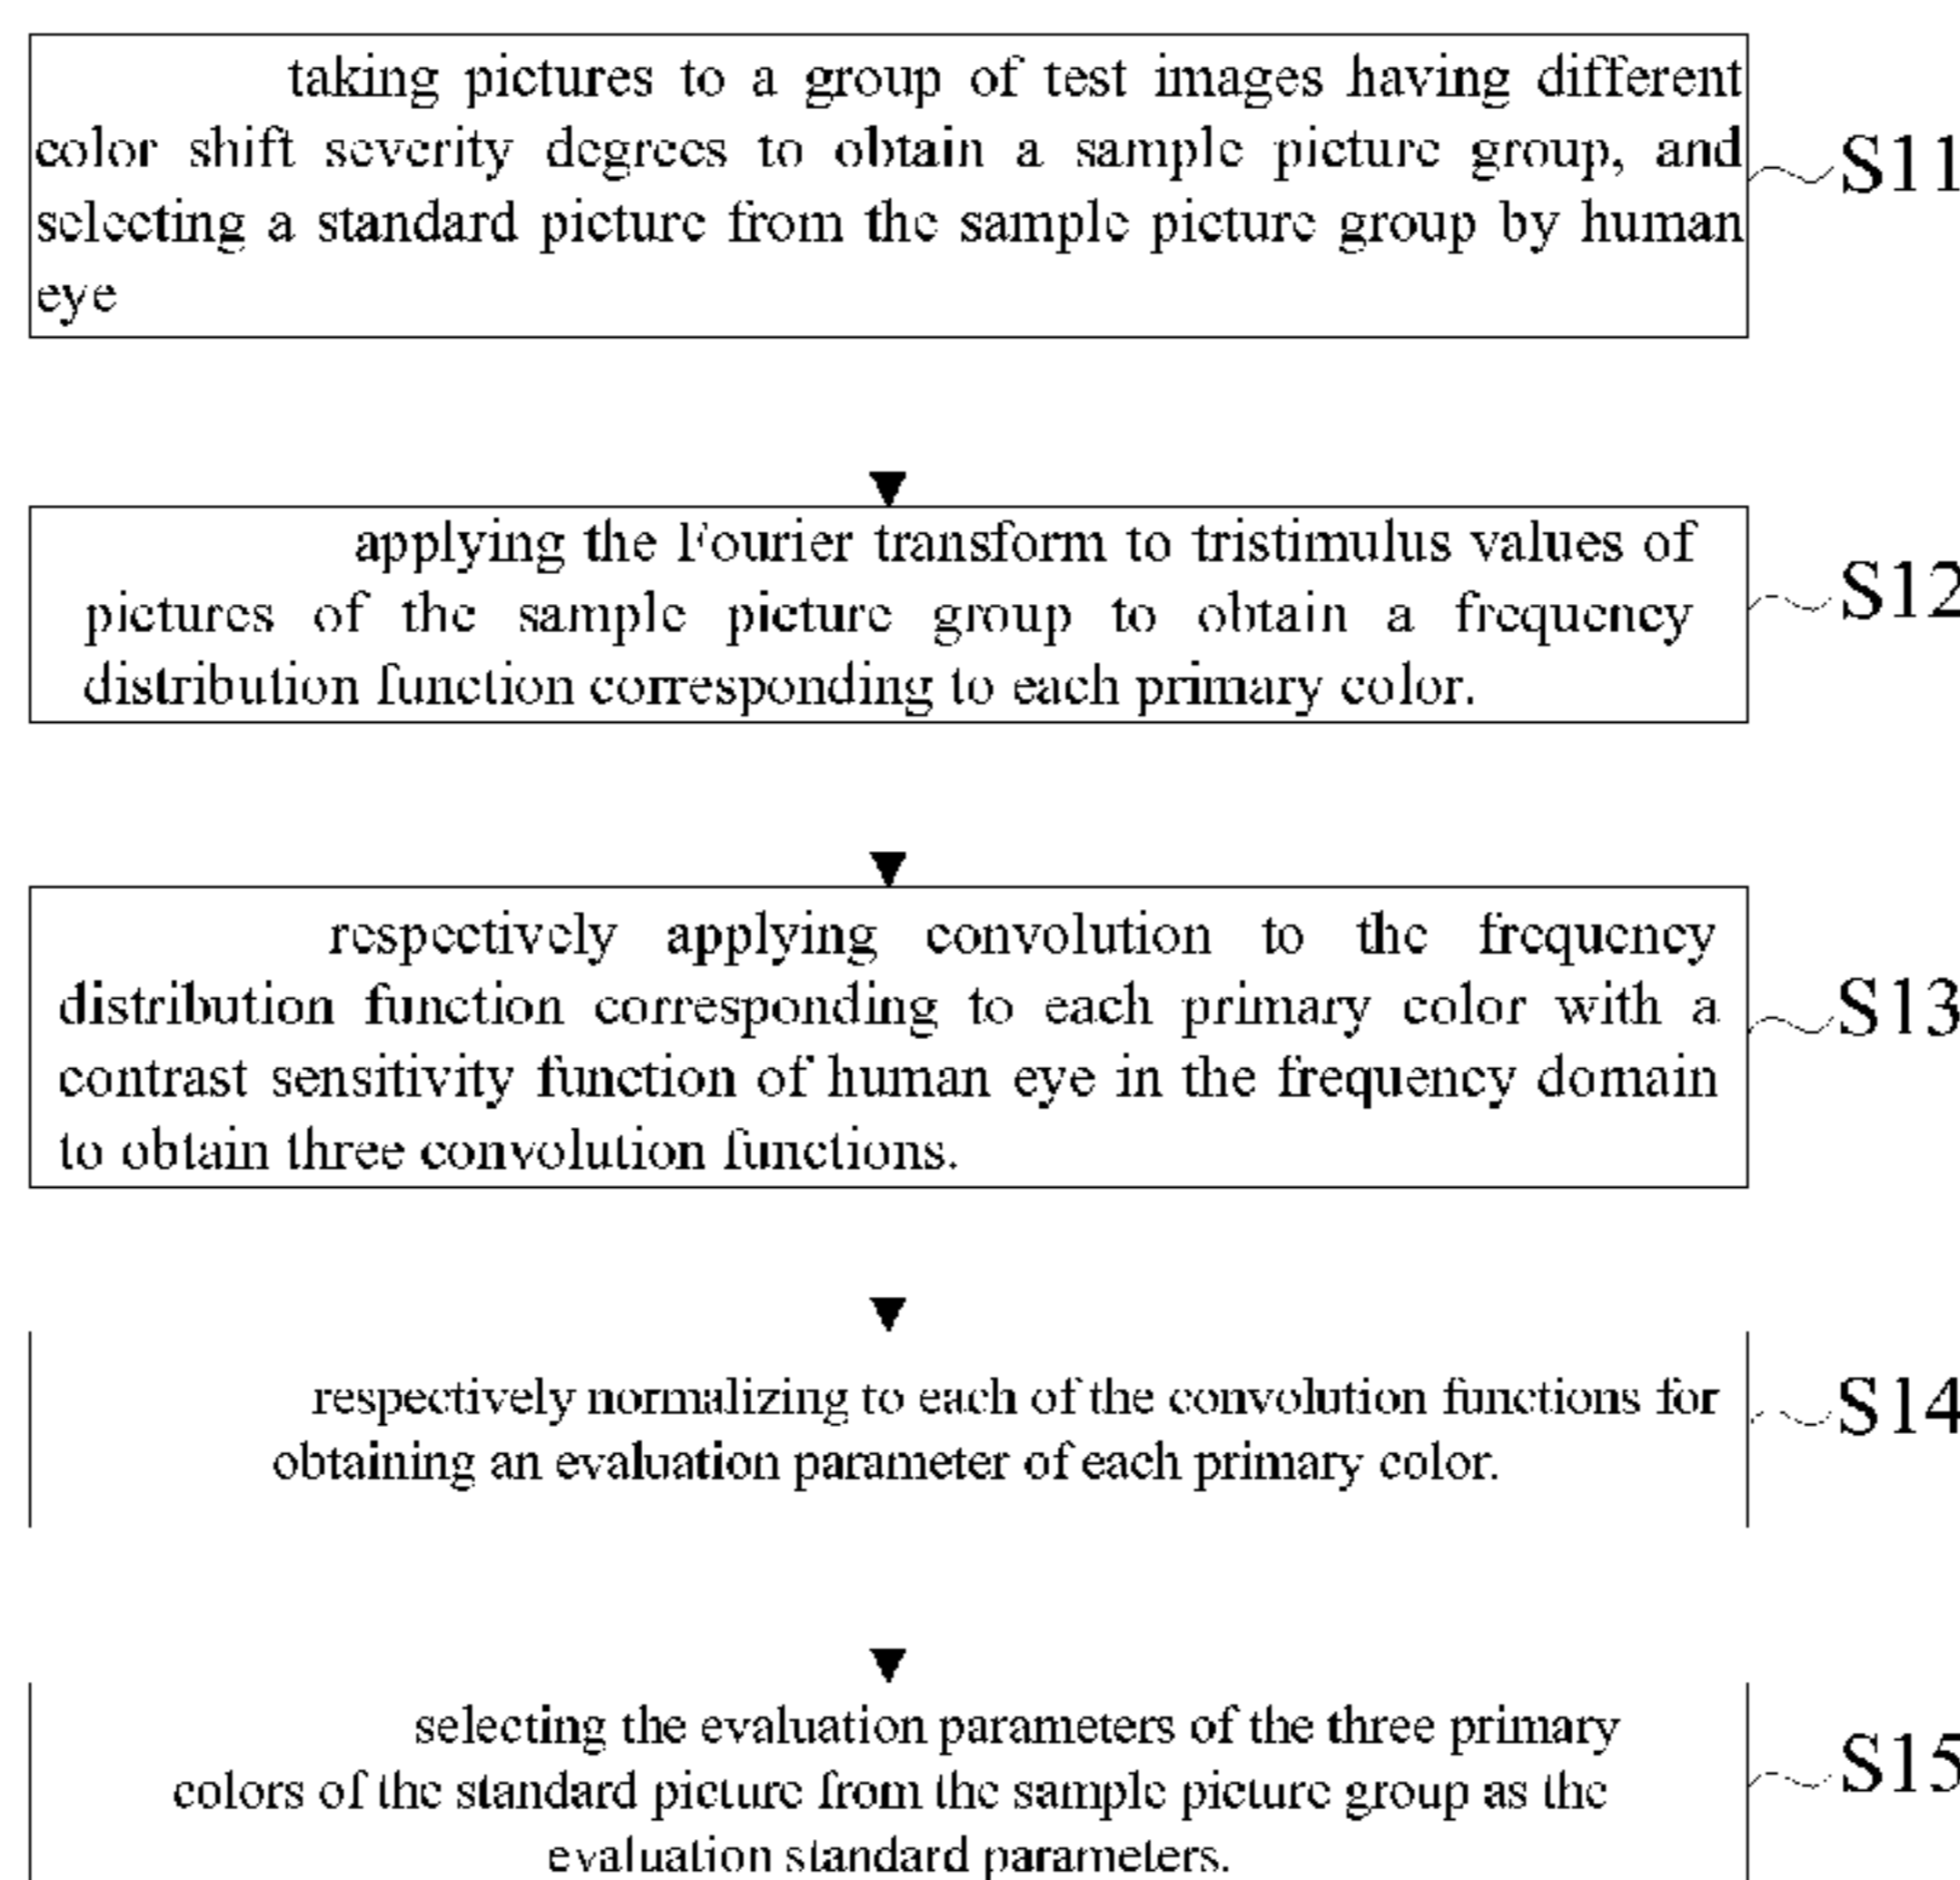 taking pictures to a group of test images having different
color shift severity degrees to obtain a sample picture group, and
selecting a standard picture from the sample picture group by human
eye
S11
applying the Fourier transform to tristimulus values of
pictures of the sample picture group to obtain a frequency
distribution function corresponding to each primary color.
S12
respectively applying convolution to the frequency
distribution function corresponding to each primary color with a
contrast sensitivity function of human eye in the frequency domain
to obtain three convolution functions.
S13
respectively normalizing to each of the convolution functions for
obtaining an evaluation parameter of each primary color.
S14
selecting the evaluation parameters of the three primary
colors of the standard picture from the sample picture group as the
evaluation standard parameters.
S15